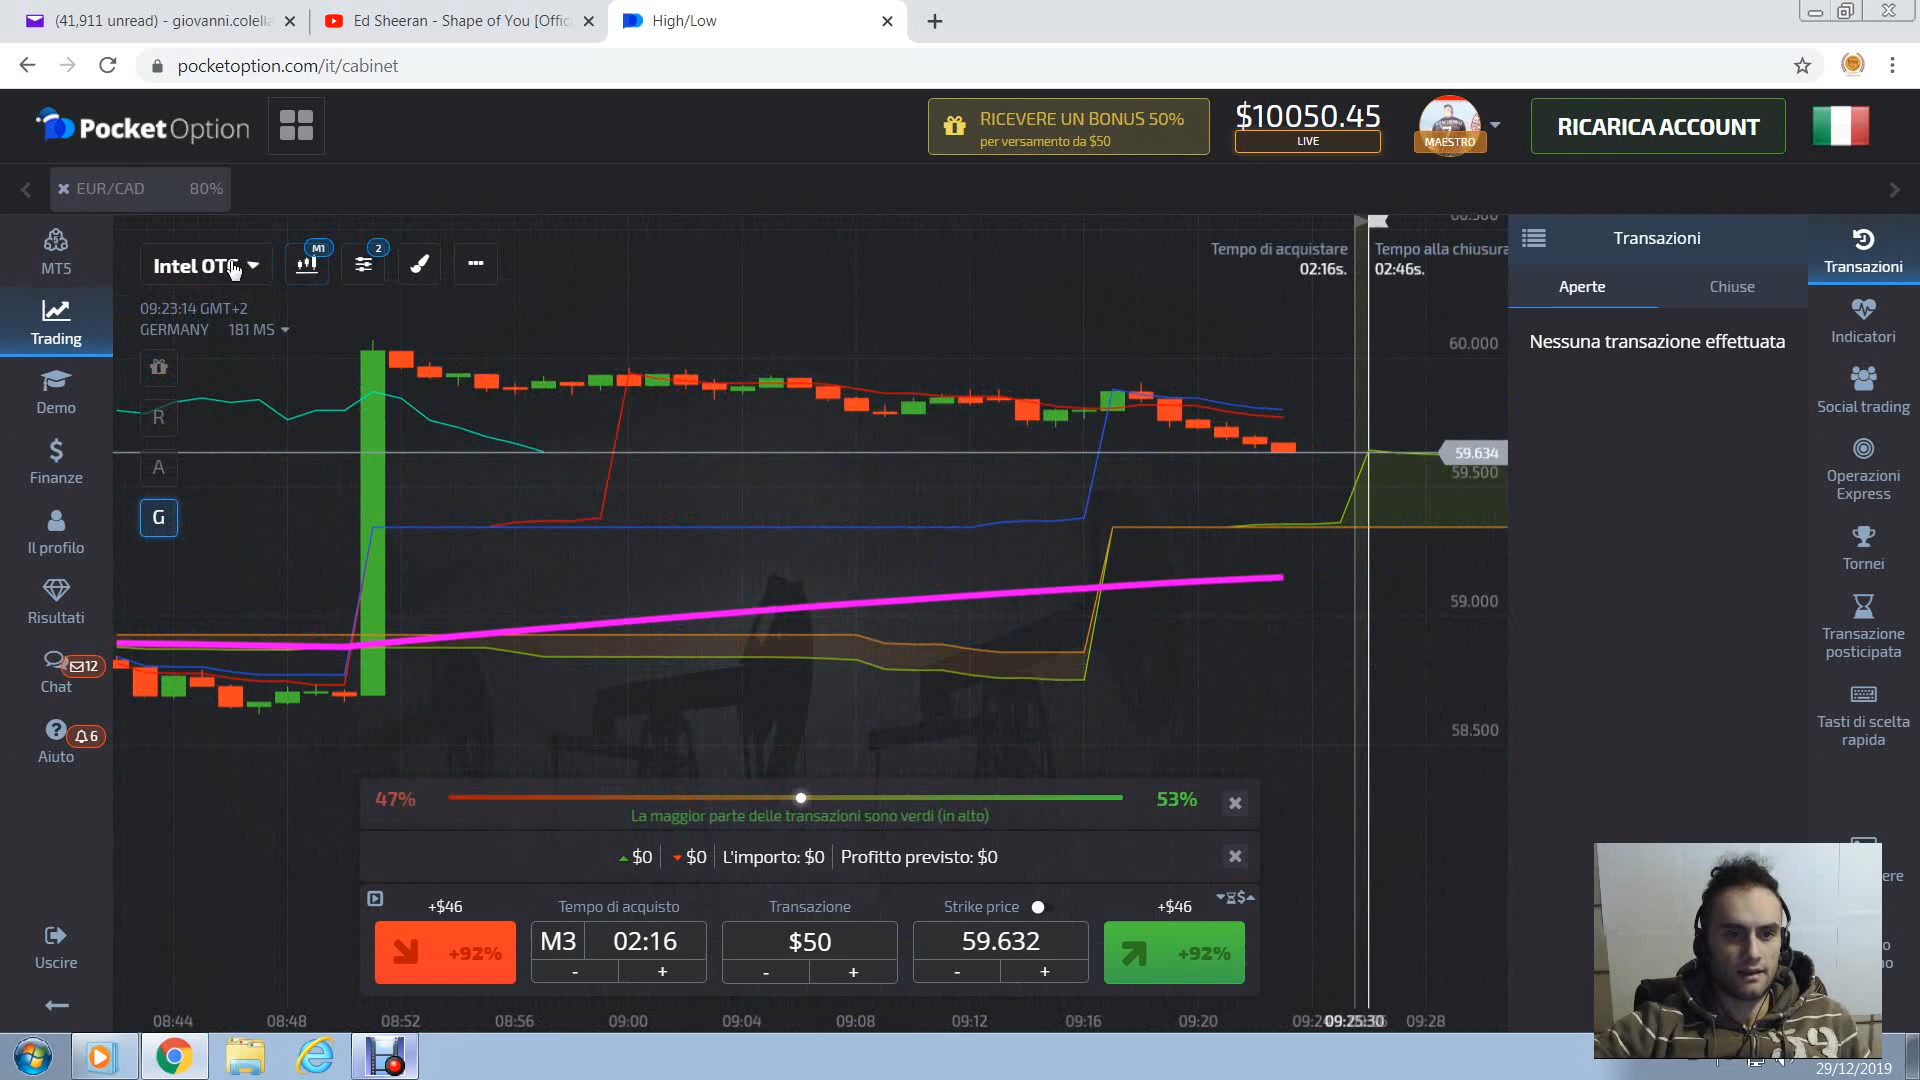 (41,911 unread) - giovanni.colella
Ed Sheeran - Shape of You [Offic
High/Low
pocketoption.com/it/cabinet
PocketOption
RICEVERE UN BONUS 50%
per versamento da $50
$10050.45
LIVE
MAESTRO
RICARICA ACCOUNT
EUR/CAD 80%
MT5
Trading
Demo
Finanze
Il profilo
Risultati
12
Chat
6
Aiuto
Uscire
Intel OTC
M1
2
09:23:14 GMT+2
GERMANY 181 MS
R
A
G
Tempo di acquistare
02:16s.
Tempo alla chiusura
02:46s.
60.500
60.000
59.634
59.500
59.000
58.500
Transazioni
Aperte Chiuse
Nessuna transazione effettuata
Transazioni
Indicatori
Social trading
Operazioni
Express
Tornei
Transazione
posticipata
Tasti di scelta
rapida
ere
47% 53%
La maggior parte delle transazioni sono verdi (in alto)
$0 $0 L'importo: $0 Profitto previsto: $0
+$46 Tempo di acquisto Transazione Strike price +$46
+92% M3 02:16 $50 59.632 +92%
- + - + - +
08:44 08:48 08:52 08:56 09:00 09:04 09:08 09:12 09:16 09:20 09:25:30 09:28
29/12/2019